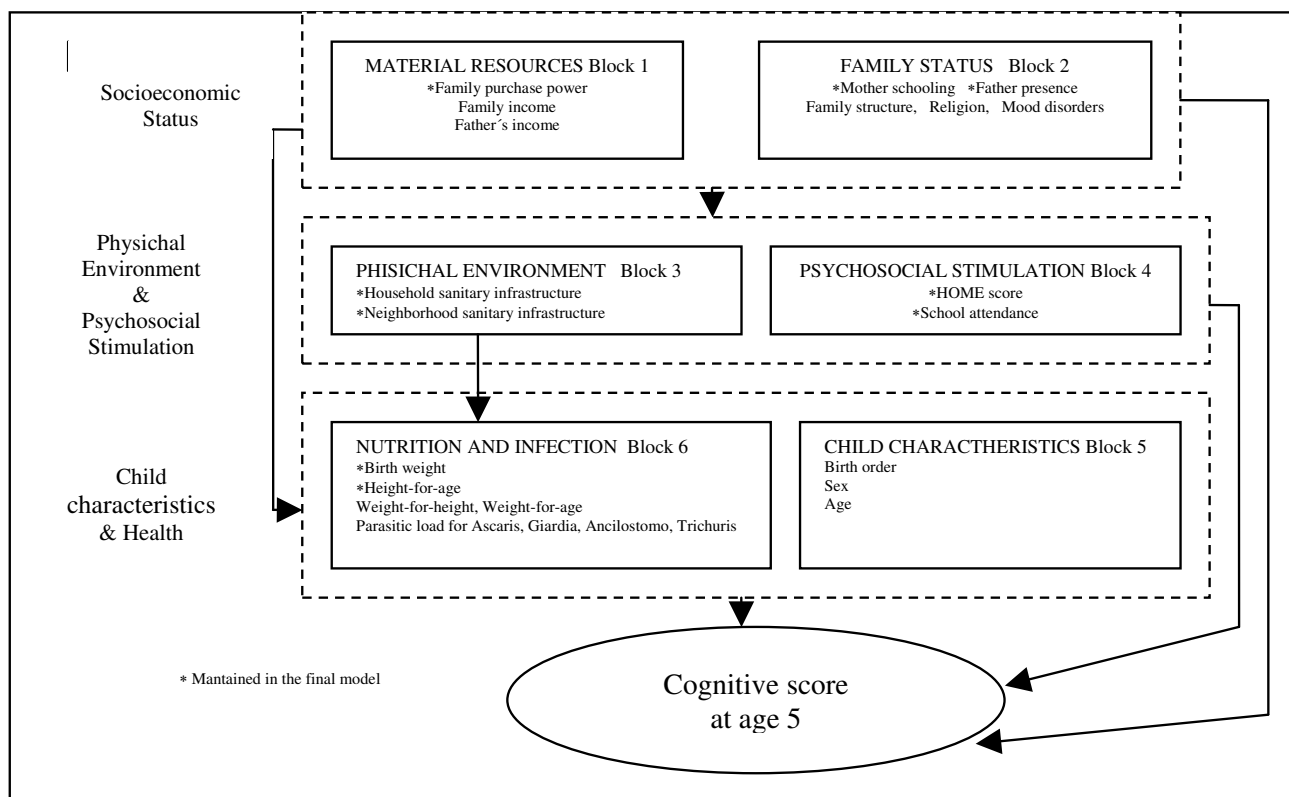 Socioeconomic
Status
MATERIAL RESOURCES Block 1
*Family purchase power
Family income
Father´s income
FAMILY STATUS Block 2
*Mother schooling *Father presence
Family structure, Religion, Mood disorders
Physichal
Environment
&
Psychosocial
Stimulation
PHISICHAL ENVIRONMENT Block 3
*Household sanitary infrastructure
*Neighborhood sanitary infrastructure
PSYCHOSOCIAL STIMULATION Block 4
*HOME score
*School attendance
Child
characteristics
& Health
NUTRITION AND INFECTION Block 6
*Birth weight
*Height-for-age
Weight-for-height, Weight-for-age
Parasitic load for Ascaris, Giardia, Ancilostomo, Trichuris
CHILD CHARACTHERISTICS Block 5
Birth order
Sex
Age
* Mantained in the final model
Cognitive score
at age 5